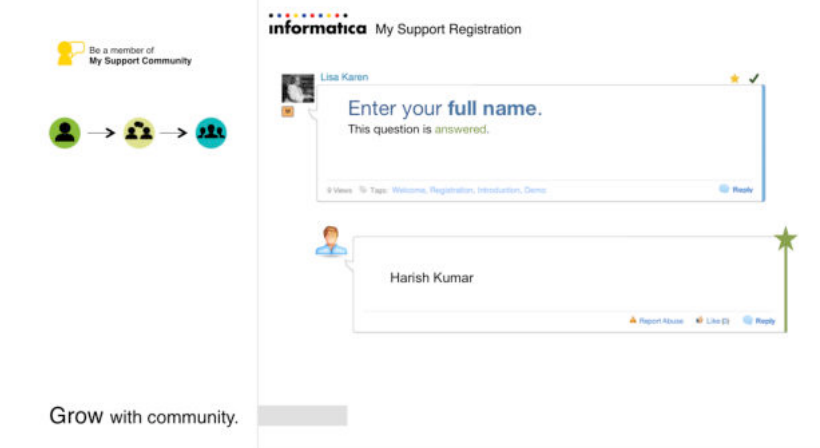 Be a member of
My Support Community
informatica My Support Registration
Lisa Karen
Enter your full name.
This question is answered.
9 Views Tags: Welcome, Registration, Introduction, Demo
Reply
Harish Kumar
Report Abuse Like (0) Reply
Grow with community.